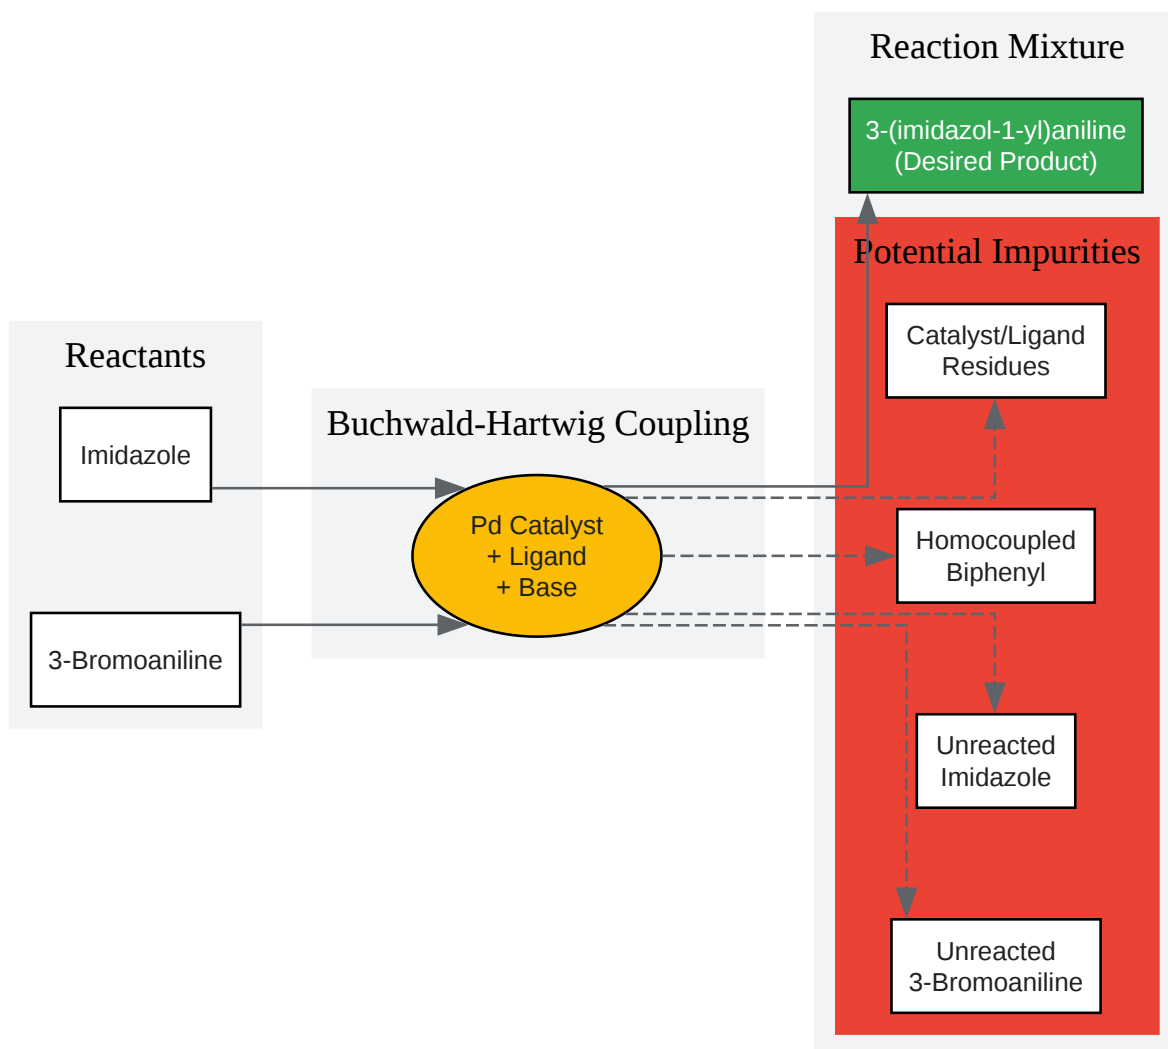 Reactants
Imidazole
3-Bromoaniline
Buchwald-Hartwig Coupling
Pd Catalyst
+ Ligand
+ Base
Reaction Mixture
3-(imidazol-1-yl)aniline
(Desired Product)
Potential Impurities
Catalyst/Ligand
Residues
Homocoupled
Biphenyl
Unreacted
Imidazole
Unreacted
3-Bromoaniline